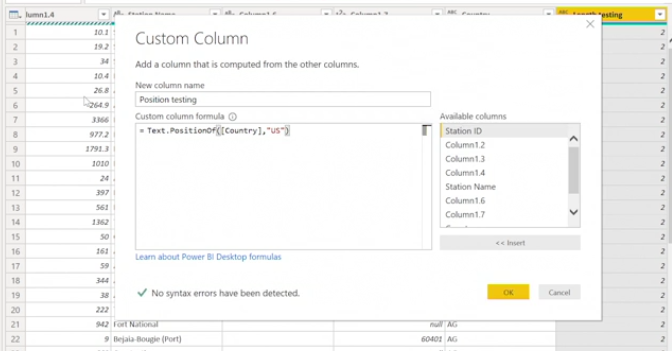 lumn1.4 Station Name Column1.6 Column1.7 Country Length testing
1 10.1 2
2 19.2 2
3 34 2
4 10.4 2
5 26.8 2
6 264.9 2
7 3366 2
8 977.2 2
9 1791.3 2
10 1010 2
11 24 2
12 397 2
13 561 2
14 1362 2
15 50 2
16 161 2
17 59 2
18 344 2
19 38 2
20 222 2
21 942 Fort National null AG 2
22 9 Bejaia-Bougie (Port) 60401 AG 2
Custom Column
Add a column that is computed from the other columns.
New column name
Position testing
Custom column formula
= Text.PositionOf([Country],"US")
Available columns
Station ID
Column1.2
Column1.3
Column1.4
Station Name
Column1.6
Column1.7
<< Insert
Learn about Power BI Desktop formulas
No syntax errors have been detected.
OK
Cancel